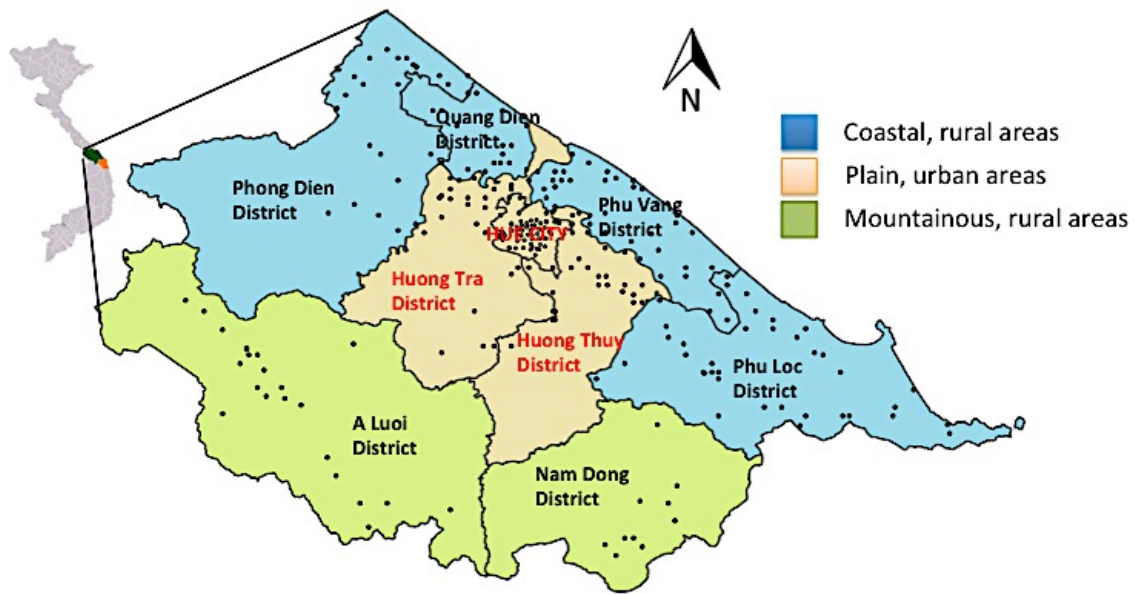 N
Quang Dien
District
Coastal, rural areas
Plain, urban areas
Mountainous, rural areas
Phong Dien
District
Phu Vang
District
HUE CITY
Huong Tra
District
Huong Thuy
District
Phu Loc
District
A Luoi
District
Nam Dong
District